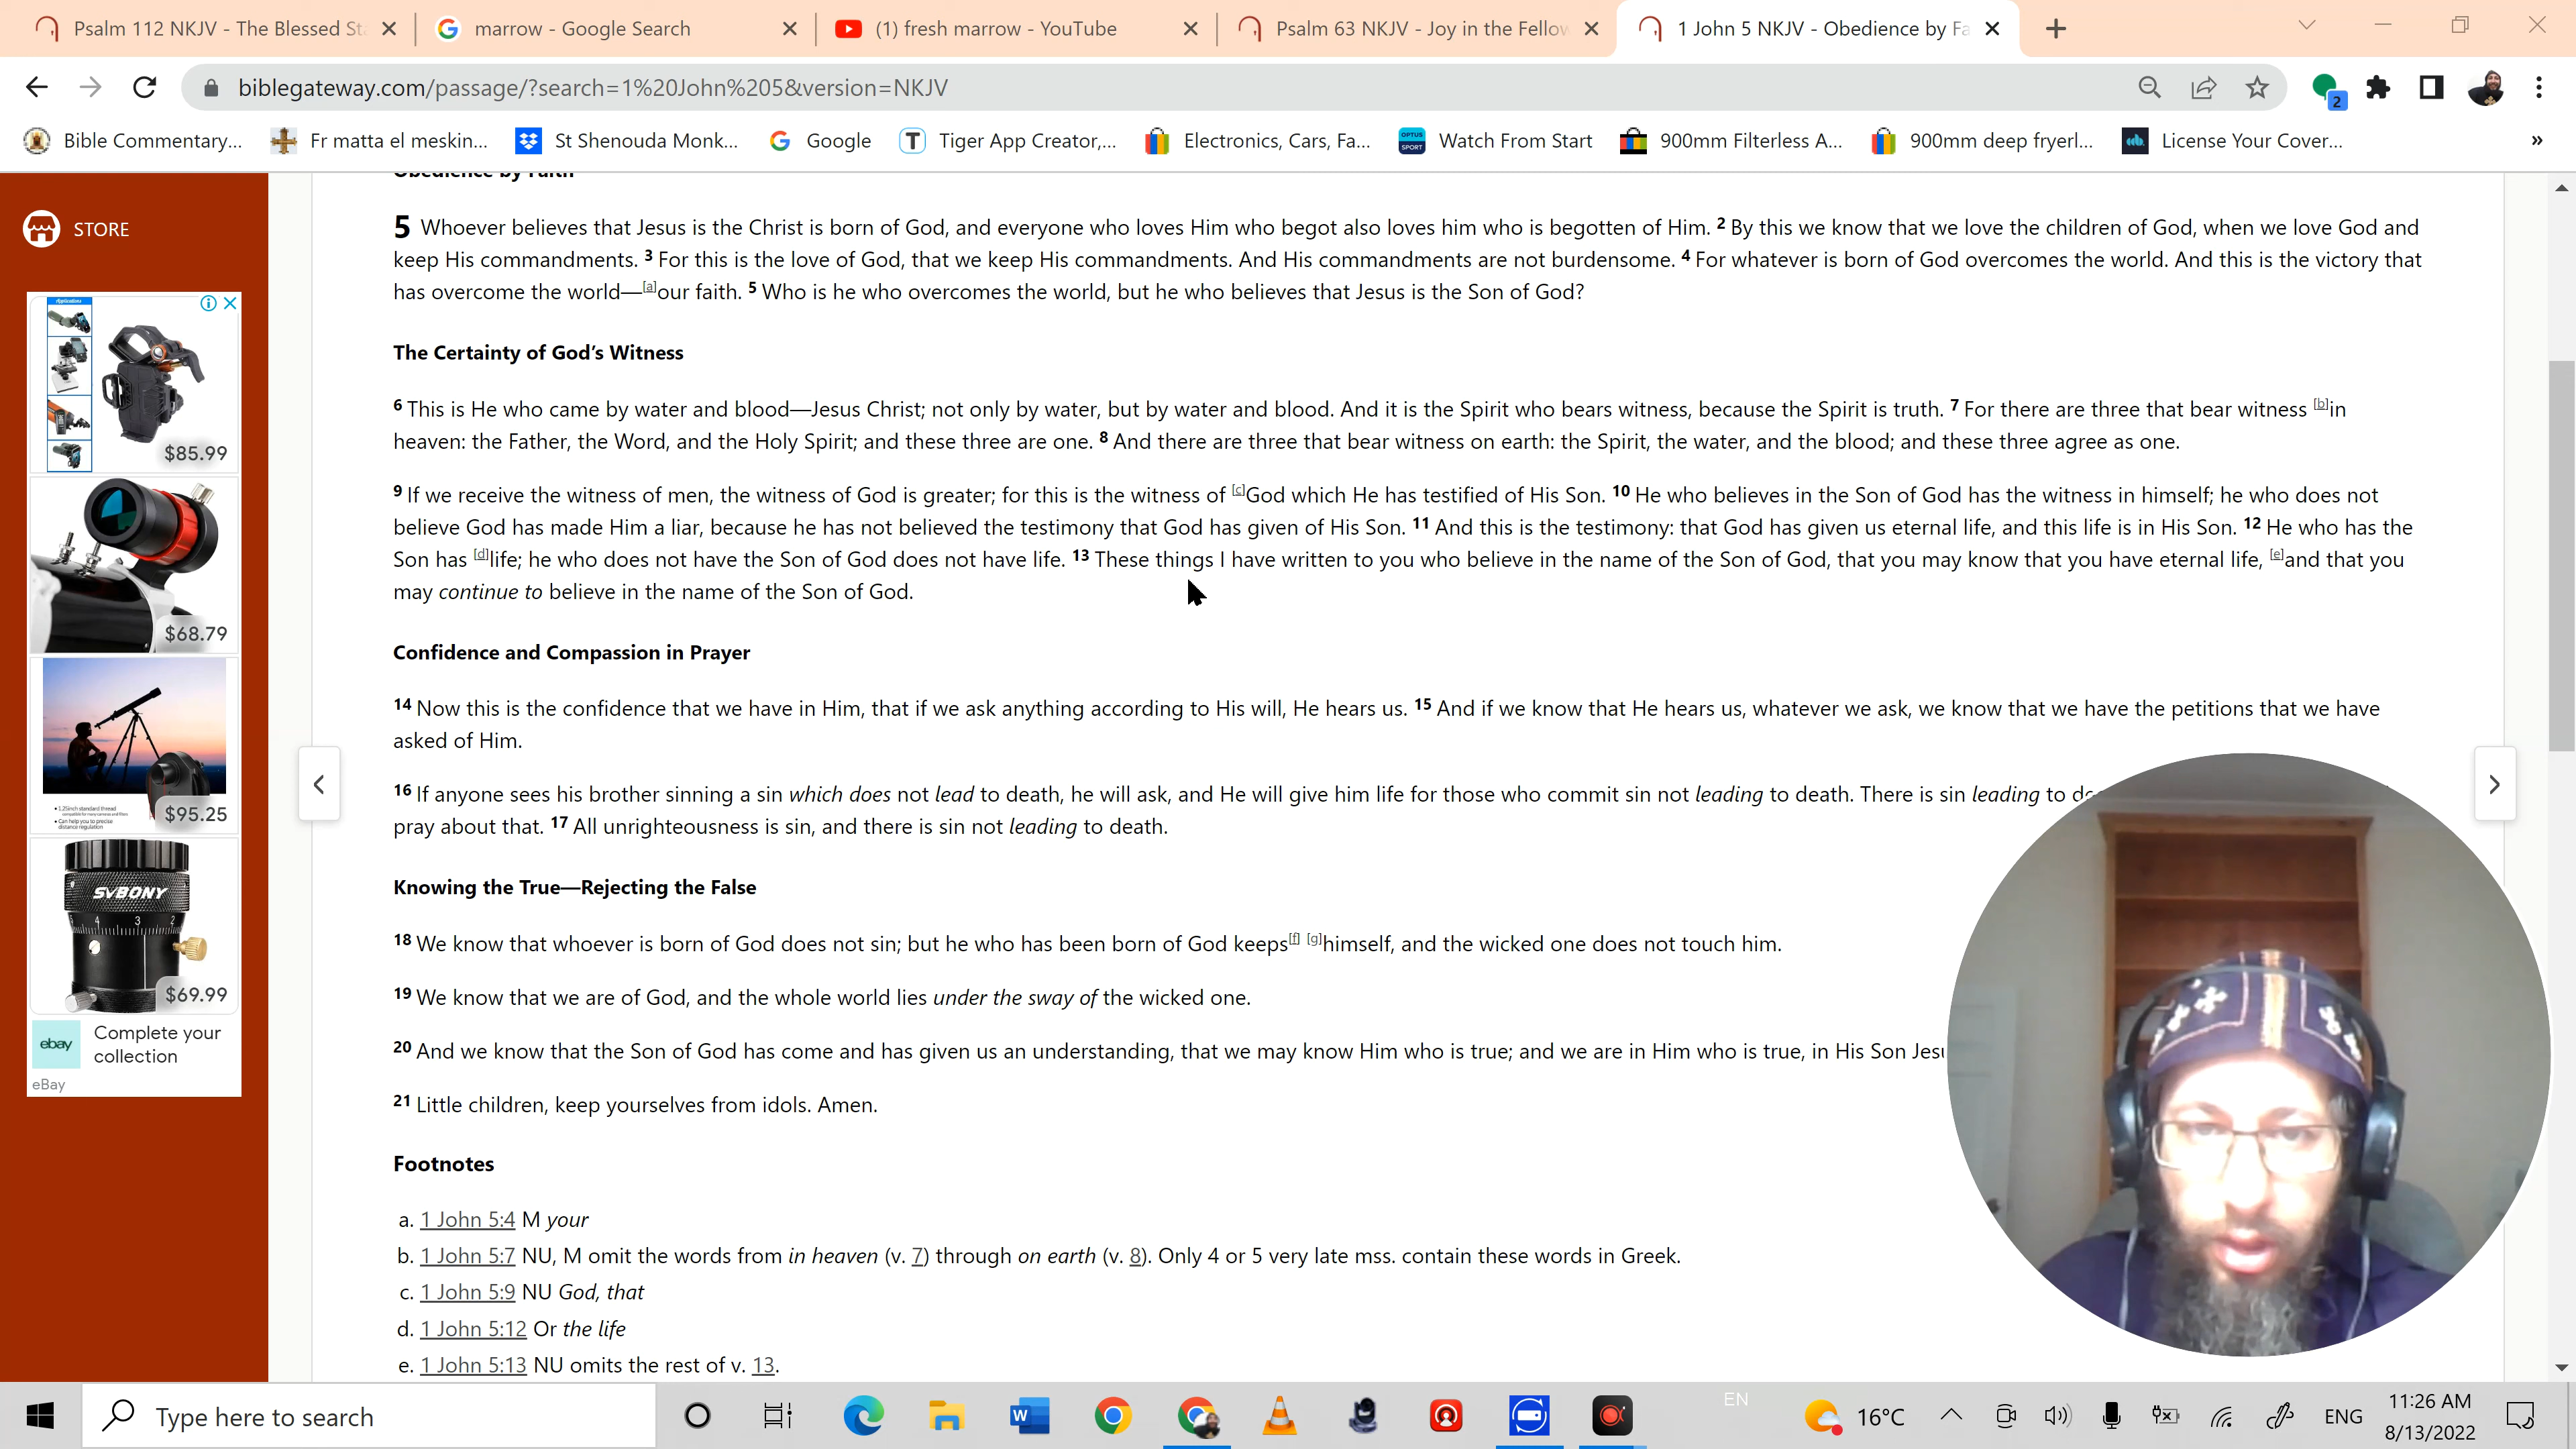 Psalm 112 NKJV - The Blessed Sta
marrow - Google Search
(1) fresh marrow - YouTube
Psalm 63 NKJV - Joy in the Fellow
1 John 5 NKJV - Obedience by Fa
biblegateway.com/passage/?search=1%20John%205&version=NKJV
2
Bible Commentary...
Fr matta el meskin...
St Shenouda Monk...
Google
Tiger App Creator,...
Electronics, Cars, Fa...
OPTUS SPORT
Watch From Start
900mm Filterless A...
900mm deep fryerl...
License Your Cover...
»
STORE
$85.99
$68.79
$95.25
SVBONY
4 3 2
$69.99
ebay
Complete your
collection
eBay
Obedience by Faith
5 Whoever believes that Jesus is the Christ is born of God, and everyone who loves Him who begot also loves him who is begotten of Him. 2 By this we know that we love the children of God, when we love God and
keep His commandments. 3 For this is the love of God, that we keep His commandments. And His commandments are not burdensome. 4 For whatever is born of God overcomes the world. And this is the victory that
has overcome the world—[a]our faith. 5 Who is he who overcomes the world, but he who believes that Jesus is the Son of God?
The Certainty of God's Witness
6 This is He who came by water and blood—Jesus Christ; not only by water, but by water and blood. And it is the Spirit who bears witness, because the Spirit is truth. 7 For there are three that bear witness [b]in
heaven: the Father, the Word, and the Holy Spirit; and these three are one. 8 And there are three that bear witness on earth: the Spirit, the water, and the blood; and these three agree as one.
9 If we receive the witness of men, the witness of God is greater; for this is the witness of [c]God which He has testified of His Son. 10 He who believes in the Son of God has the witness in himself; he who does not
believe God has made Him a liar, because he has not believed the testimony that God has given of His Son. 11 And this is the testimony: that God has given us eternal life, and this life is in His Son. 12 He who has the
Son has [d]life; he who does not have the Son of God does not have life. 13 These things I have written to you who believe in the name of the Son of God, that you may know that you have eternal life, [e]and that you
may continue to believe in the name of the Son of God.
Confidence and Compassion in Prayer
14 Now this is the confidence that we have in Him, that if we ask anything according to His will, He hears us. 15 And if we know that He hears us, whatever we ask, we know that we have the petitions that we have
asked of Him.
16 If anyone sees his brother sinning a sin which does not lead to death, he will ask, and He will give him life for those who commit sin not leading to death. There is sin leading to de
pray about that. 17 All unrighteousness is sin, and there is sin not leading to death.
Knowing the True—Rejecting the False
18 We know that whoever is born of God does not sin; but he who has been born of God keeps[f] [g]himself, and the wicked one does not touch him.
19 We know that we are of God, and the whole world lies under the sway of the wicked one.
20 And we know that the Son of God has come and has given us an understanding, that we may know Him who is true; and we are in Him who is true, in His Son Jesu
21 Little children, keep yourselves from idols. Amen.
Footnotes
a. 1 John 5:4 M your
b. 1 John 5:7 NU, M omit the words from in heaven (v. 7) through on earth (v. 8). Only 4 or 5 very late mss. contain these words in Greek.
c. 1 John 5:9 NU God, that
d. 1 John 5:12 Or the life
e. 1 John 5:13 NU omits the rest of v. 13.
Type here to search
EN
16°C
ENG
11:26 AM
8/13/2022